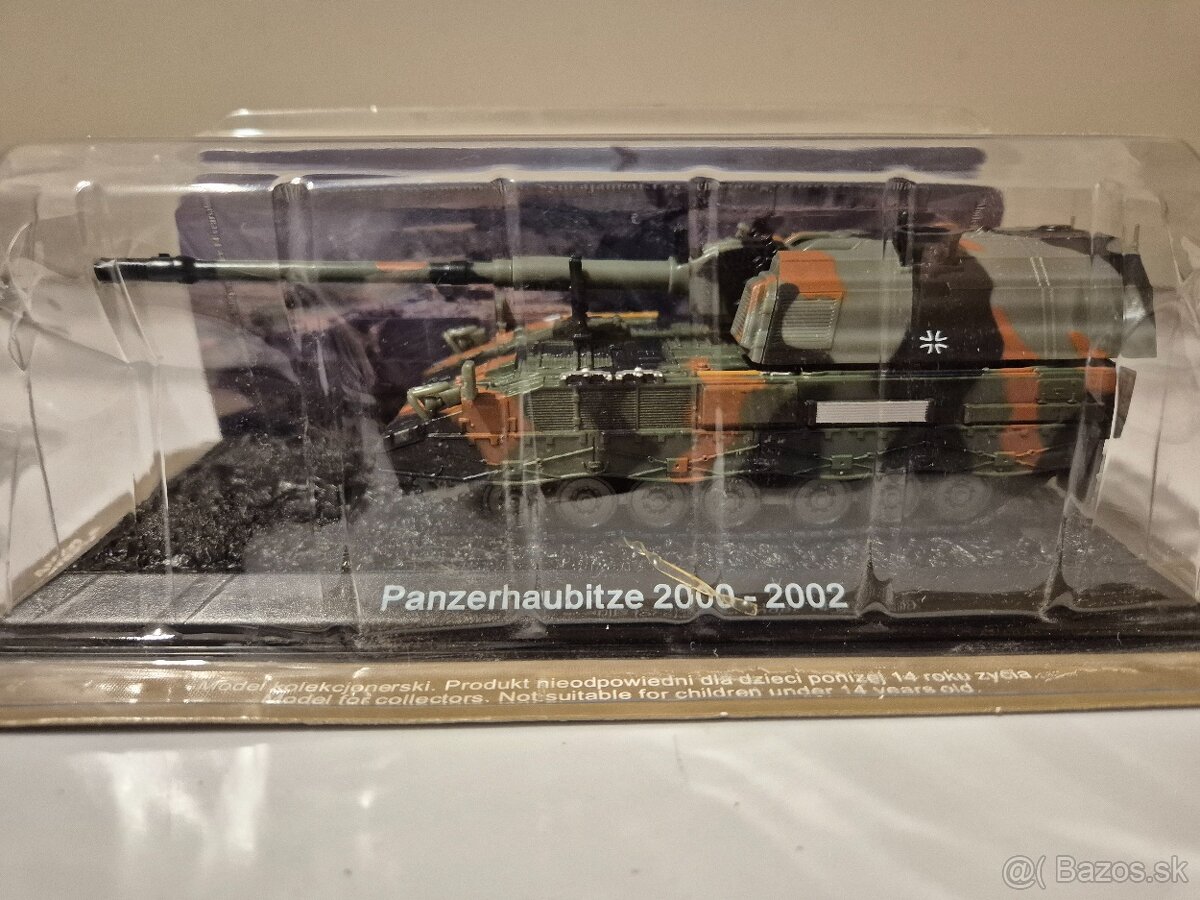 Panzerhaubitze 2000 - 2002
Model kolekcjonerski. Produkt nieodpowiedni dla dzieci poniżej 14 roku życia
Model for collectors. Not suitable for children under 14 years old.
@( Bazos.sk